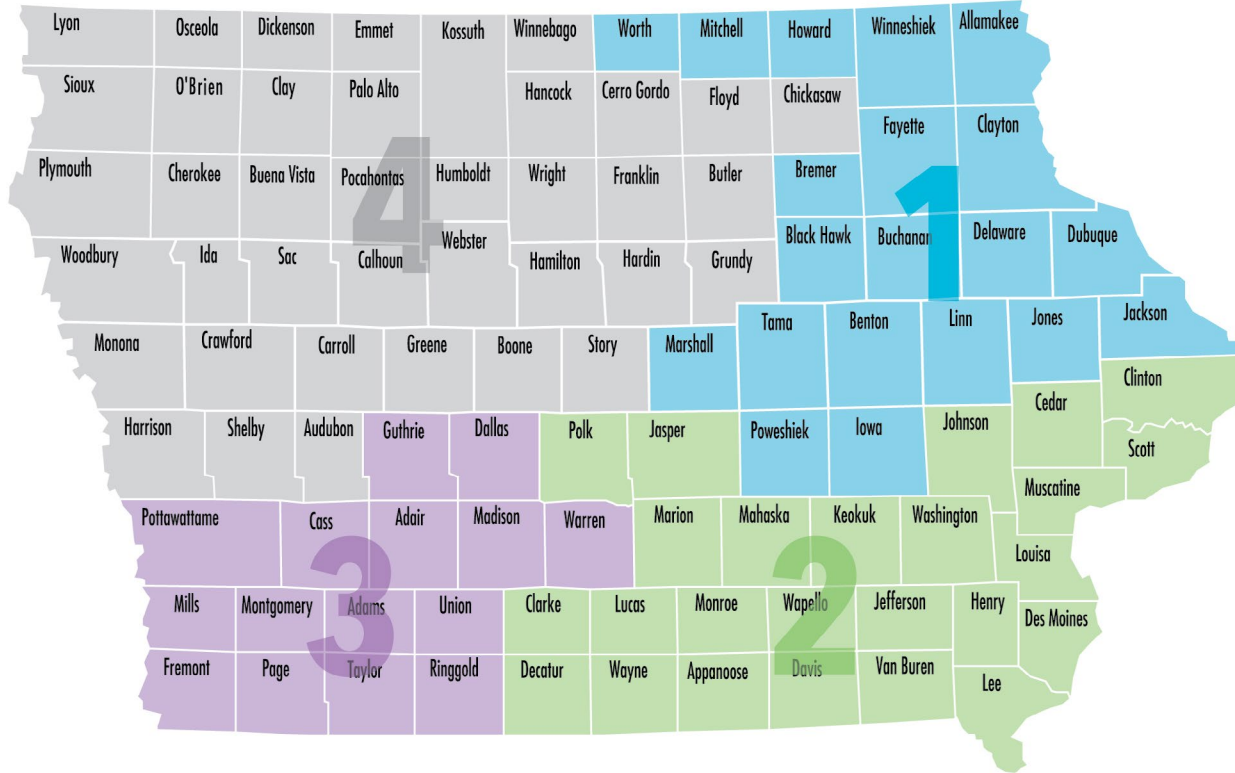 Lyon
Osceola
Dickenson
Emmet
Kossuth
Winnebago
Worth
Mitchell
Howard
Winneshiek
Allamakee
Sioux
O'Brien
Clay
Palo Alto
Hancock
Cerro Gordo
Floyd
Chickasaw
Fayette
Clayton
4
1
Plymouth
Cherokee
Buena Vista
Pocahontas
Humboldt
Wright
Franklin
Butler
Bremer
Woodbury
Ida
Sac
Calhoun
Webster
Hamilton
Hardin
Grundy
Black Hawk
Buchanan
Delaware
Dubuque
Monona
Crawford
Carroll
Greene
Boone
Story
Marshall
Tama
Benton
Linn
Jones
Jackson
Clinton
Harrison
Shelby
Audubon
Guthrie
Dallas
Polk
Jasper
Poweshiek
Iowa
Johnson
Cedar
Scott
Muscatine
Pottawattame
Cass
Adair
Madison
Warren
Marion
Mahaska
Keokuk
Washington
Louisa
3
2
Mills
Montgomery
Adams
Union
Clarke
Lucas
Monroe
Wapello
Jefferson
Henry
Des Moines
Fremont
Page
Taylor
Ringgold
Decatur
Wayne
Appanoose
Davis
Van Buren
Lee